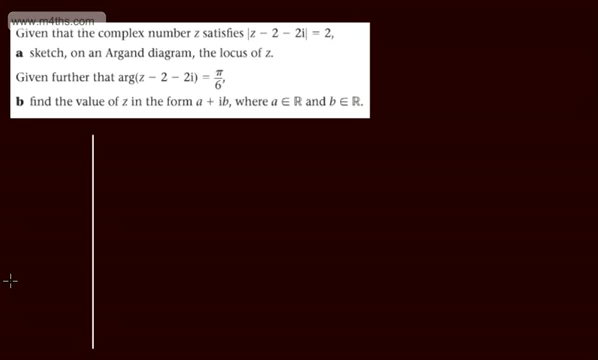 www.m4ths.com
Given that the complex number z satisfies |z − 2 − 2i| = 2,
a sketch, on an Argand diagram, the locus of z.
Given further that arg(z − 2 − 2i) = π/6,
b find the value of z in the form a + ib, where a ∈ ℝ and b ∈ ℝ.